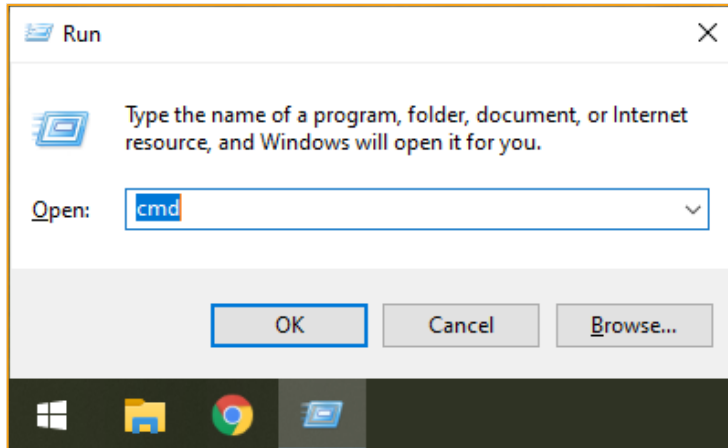 Run
Type the name of a program, folder, document, or Internet
resource, and Windows will open it for you.
Open: cmd
OK Cancel Browse...